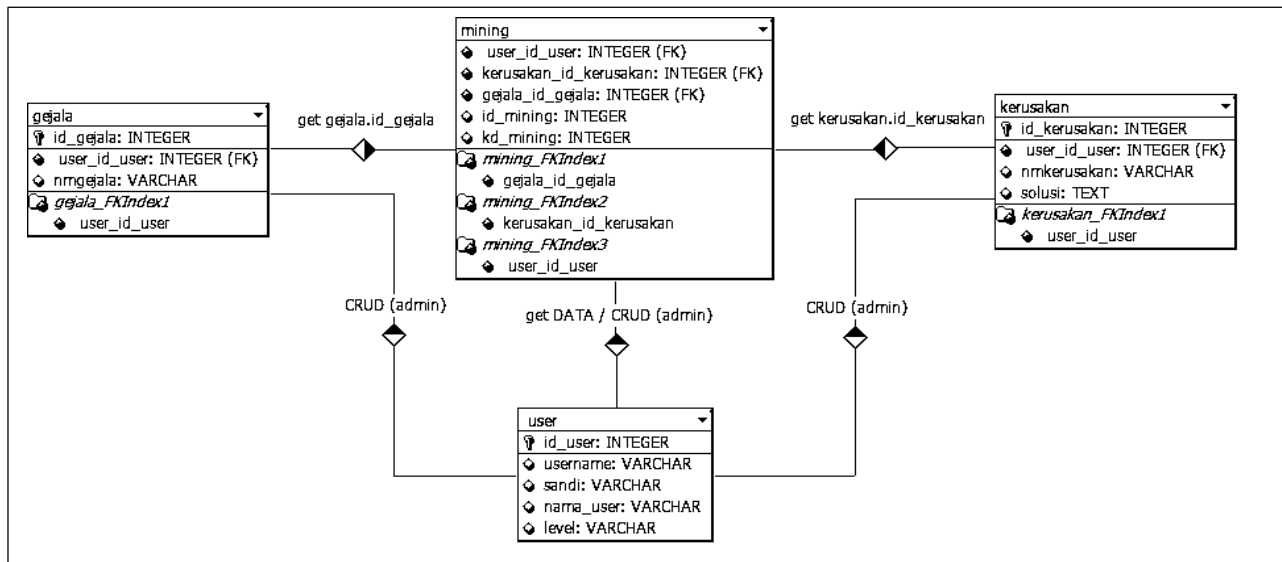 mining
user_id_user: INTEGER (FK)
kerusakan_id_kerusakan: INTEGER (FK)
gejala_id_gejala: INTEGER (FK)
id_mining: INTEGER
kd_mining: INTEGER
mining_FKIndex1
gejala_id_gejala
mining_FKIndex2
kerusakan_id_kerusakan
mining_FKIndex3
user_id_user
gejala
id_gejala: INTEGER
user_id_user: INTEGER (FK)
nmgejala: VARCHAR
gejala_FKIndex1
user_id_user
get gejala.id_gejala
get kerusakan.id_kerusakan
kerusakan
id_kerusakan: INTEGER
user_id_user: INTEGER (FK)
nmkerusakan: VARCHAR
solusi: TEXT
kerusakan_FKIndex1
user_id_user
CRUD (admin)
get DATA / CRUD (admin)
CRUD (admin)
user
id_user: INTEGER
username: VARCHAR
sandi: VARCHAR
nama_user: VARCHAR
level: VARCHAR